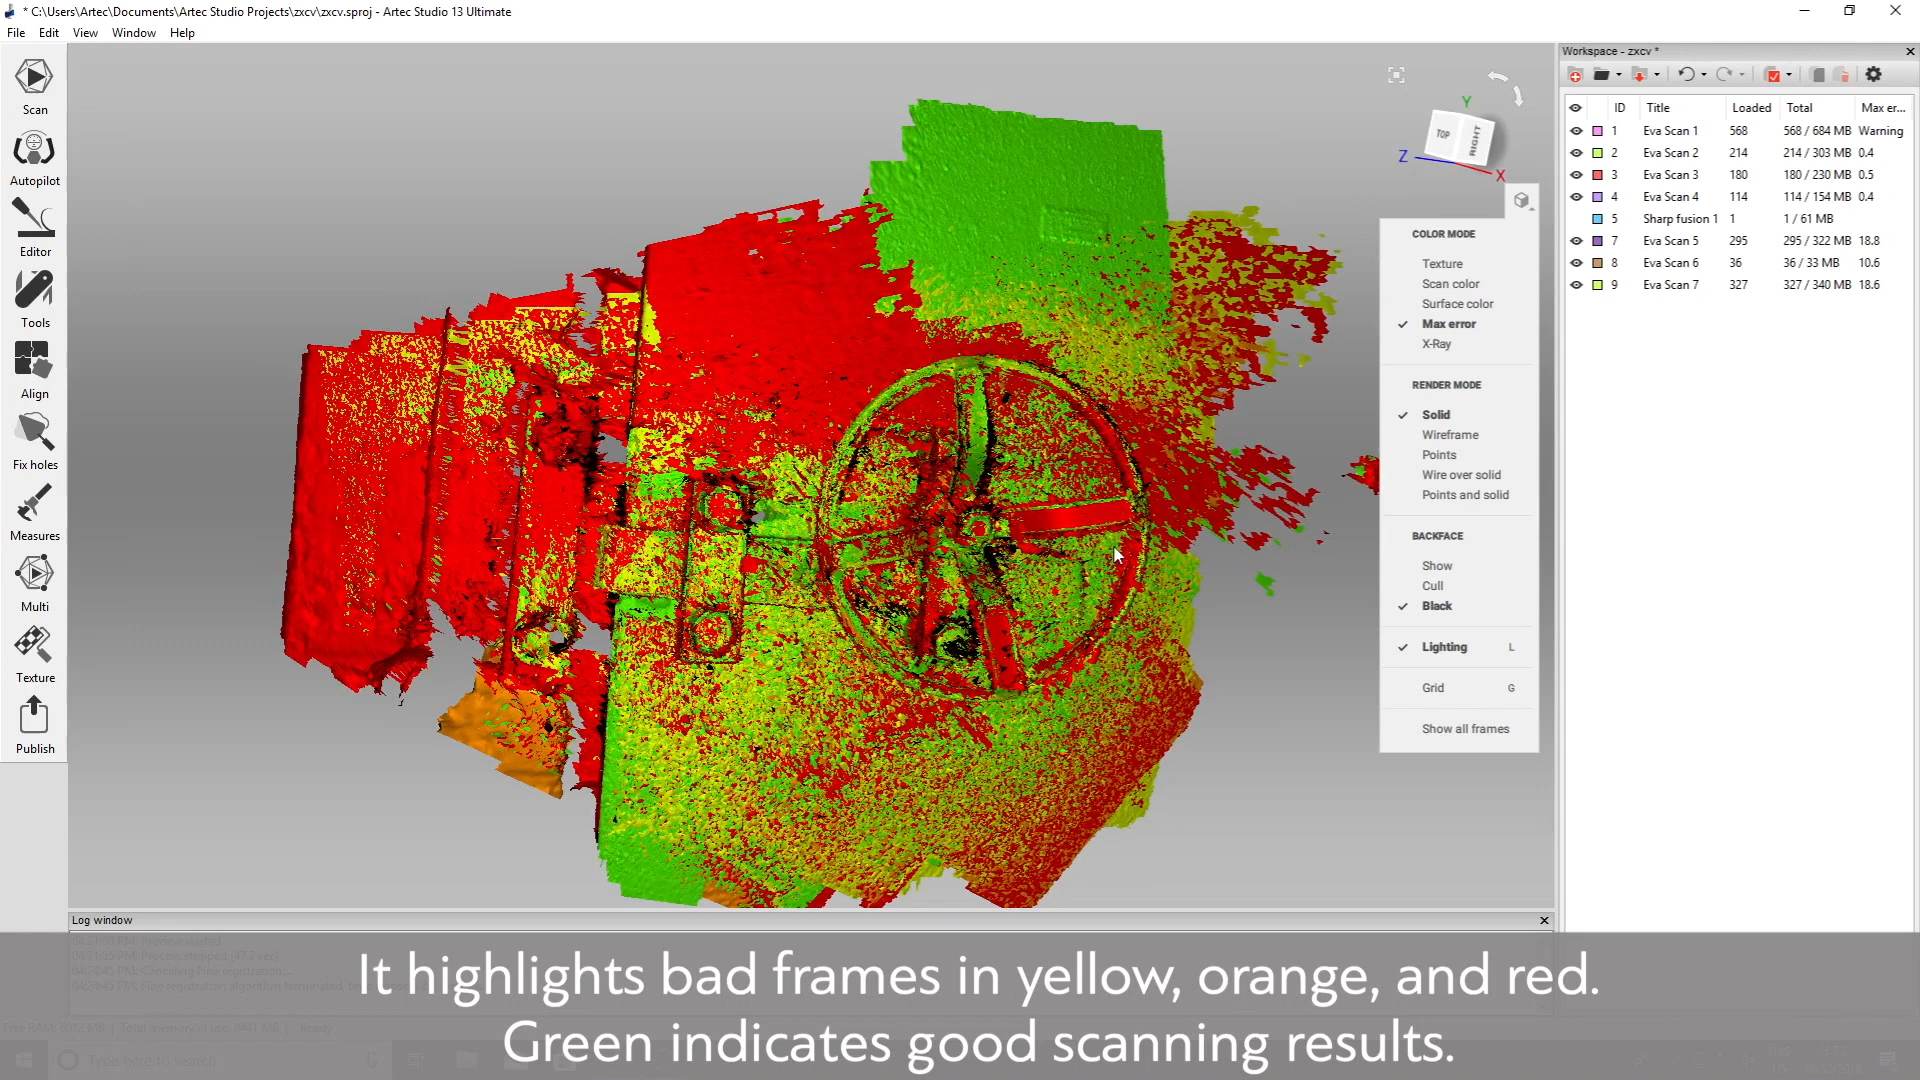 * C:\Users\Artec\Documents\Artec Studio Projects\zxcv\zxcv.sproj - Artec Studio 13 Ultimate
File Edit View Window Help
Scan
Autopilot
Editor
Tools
Align
Fix holes
Measures
Multi
Texture
Publish
Y
TOP RIGHT
Z
X
COLOR MODE
Texture
Scan color
Surface color
Max error
X-Ray
RENDER MODE
Solid
Wireframe
Points
Wire over solid
Points and solid
BACKFACE
Show
Cull
Black
Lighting L
Grid G
Show all frames
Workspace - zxcv *
ID Title Loaded Total Max er...
1 Eva Scan 1 568 568 / 684 MB Warning
2 Eva Scan 2 214 214 / 303 MB 0.4
3 Eva Scan 3 180 180 / 230 MB 0.5
4 Eva Scan 4 114 114 / 154 MB 0.4
5 Sharp fusion 1 1 1 / 61 MB
7 Eva Scan 5 295 295 / 322 MB 18.8
8 Eva Scan 6 36 36 / 33 MB 10.6
9 Eva Scan 7 327 327 / 340 MB 18.6
Log window
It highlights bad frames in yellow, orange, and red.
Green indicates good scanning results.
Type here to search